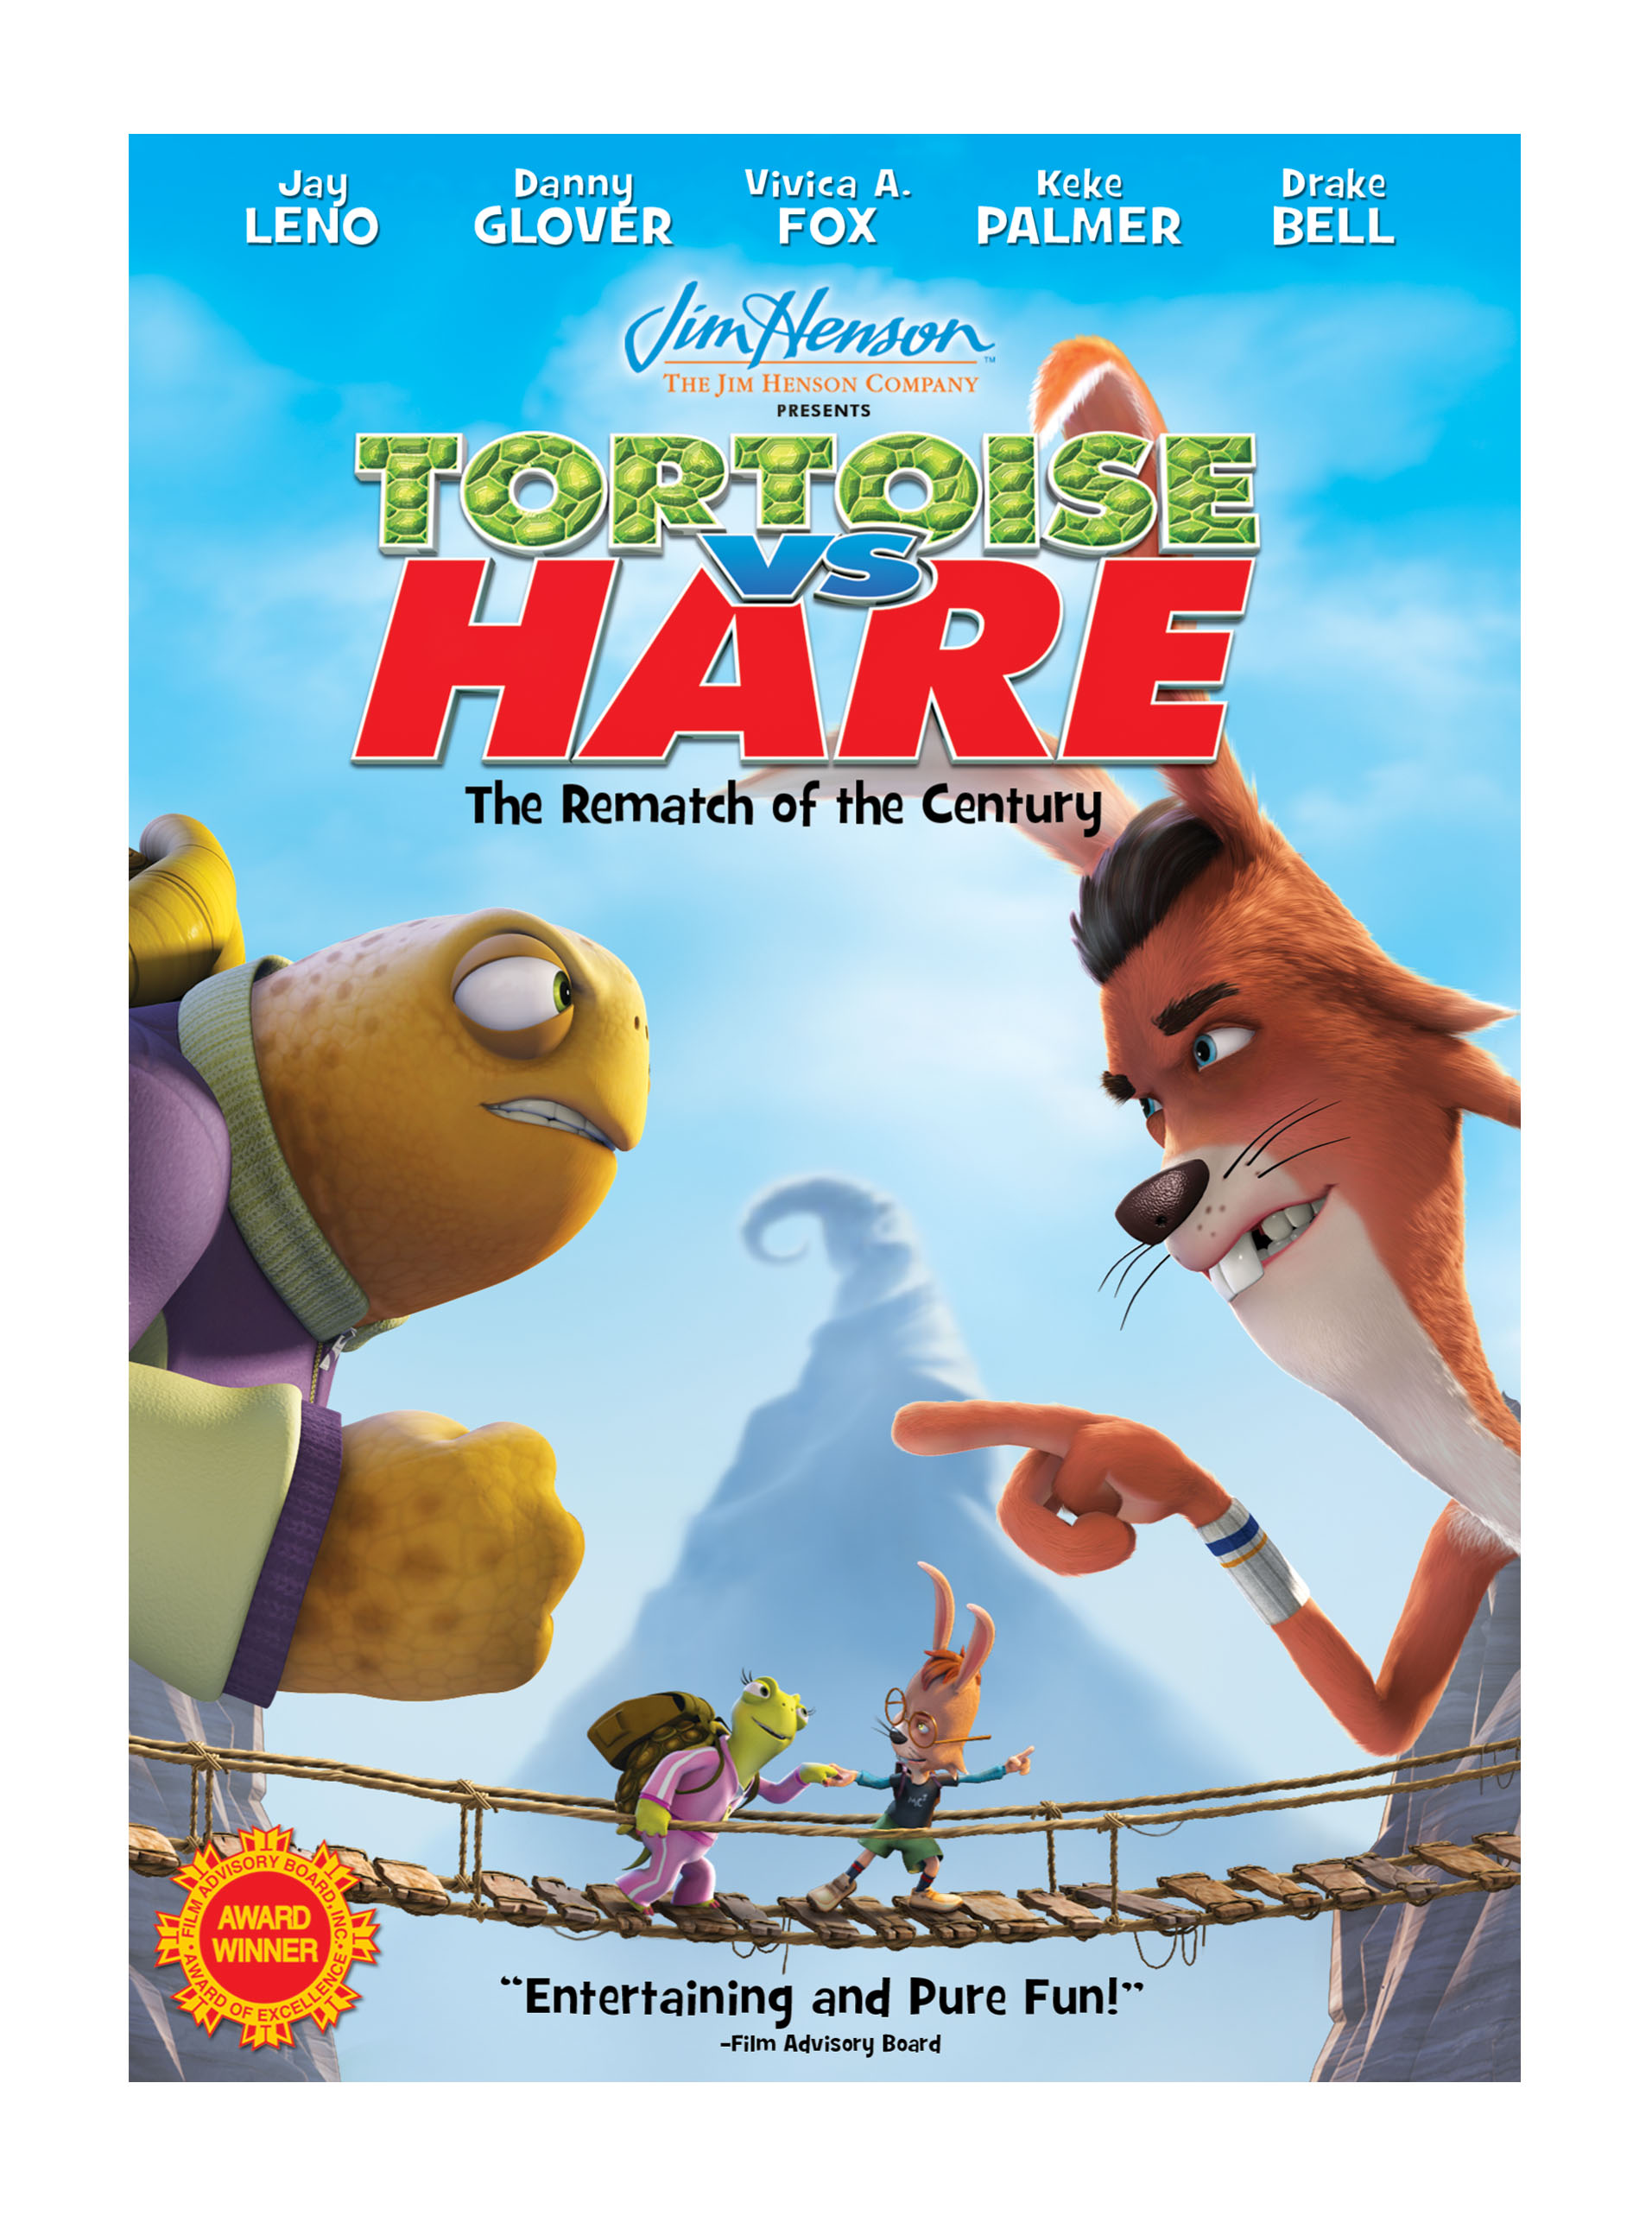 Jay
LENO
Danny
GLOVER
Vivica A.
FOX
Keke
PALMER
Drake
BELL
Jim Henson™
THE JIM HENSON COMPANY
PRESENTS
TORTOISE
VS
HARE
The Rematch of the Century
FILM ADVISORY BOARD, INC.
AWARD
WINNER
AWARD OF EXCELLENCE
“Entertaining and Pure Fun!”
-Film Advisory Board